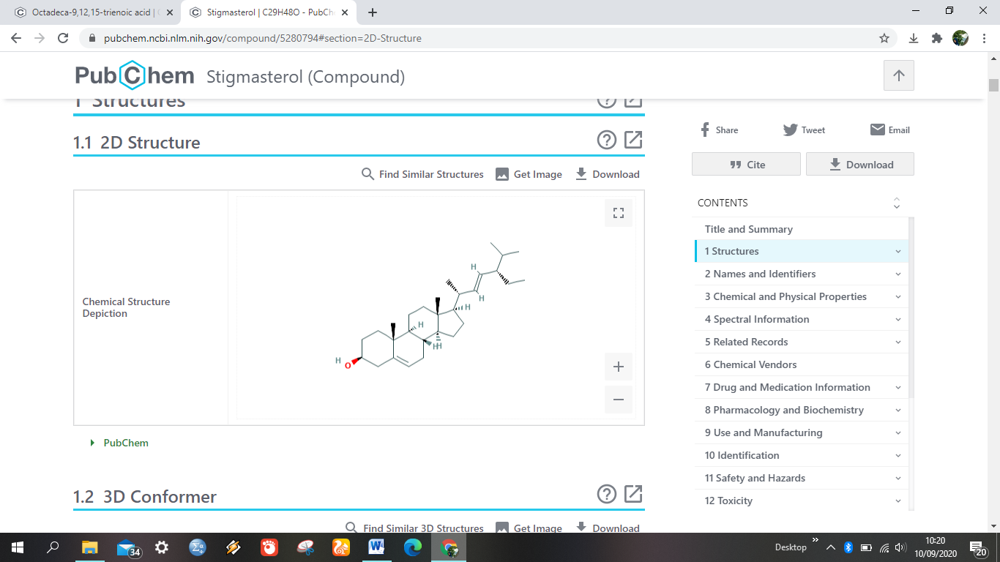 Octadeca-9,12,15-trienoic acid | 
Stigmasterol | C29H48O - PubCh
pubchem.ncbi.nlm.nih.gov/compound/5280794#section=2D-Structure
PubChem Stigmasterol (Compound)
1 Structures
1.1 2D Structure
Find Similar Structures Get Image Download
Chemical Structure
Depiction
H
H
H
H
H
H
H
O
PubChem
1.2 3D Conformer
Find Similar 3D Structures Get Image Download
Share Tweet Email
Cite Download
CONTENTS
Title and Summary
1 Structures
2 Names and Identifiers
3 Chemical and Physical Properties
4 Spectral Information
5 Related Records
6 Chemical Vendors
7 Drug and Medication Information
8 Pharmacology and Biochemistry
9 Use and Manufacturing
10 Identification
11 Safety and Hazards
12 Toxicity
34
Desktop
10:20
10/09/2020
20